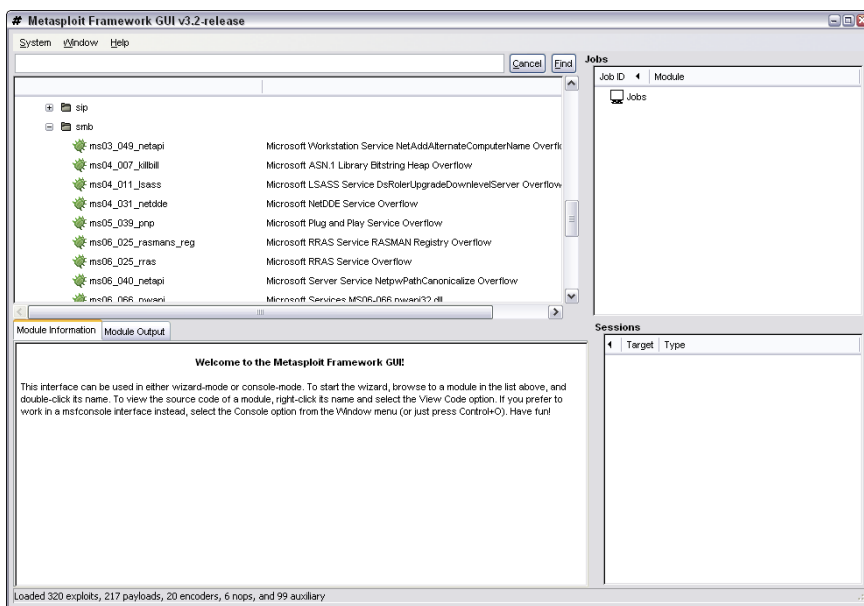 # Metasploit Framework GUI v3.2-release
System Window Help
Cancel Find
sip
smb
ms03_049_netapi Microsoft Workstation Service NetAddAlternateComputerName Overfl
ms04_007_killbill Microsoft ASN.1 Library Bitstring Heap Overflow
ms04_011_lsass Microsoft LSASS Service DsRolerUpgradeDownlevelServer Overflow
ms04_031_netdde Microsoft NetDDE Service Overflow
ms05_039_pnp Microsoft Plug and Play Service Overflow
ms06_025_rasmans_reg Microsoft RRAS Service RASMAN Registry Overflow
ms06_025_rras Microsoft RRAS Service Overflow
ms06_040_netapi Microsoft Server Service NetpwPathCanonicalize Overflow
ms06_066_nwapi Microsoft Services MS06-066 nwapi32.dll
Jobs
Job ID Module
Jobs
Module Information Module Output
Welcome to the Metasploit Framework GUI!
This interface can be used in either wizard-mode or console-mode. To start the wizard, browse to a module in the list above, and
double-click its name. To view the source code of a module, right-click its name and select the View Code option. If you prefer to
work in a msfconsole interface instead, select the Console option from the Window menu (or just press Control+O). Have fun!
Sessions
Target Type
Loaded 320 exploits, 217 payloads, 20 encoders, 6 nops, and 99 auxiliary